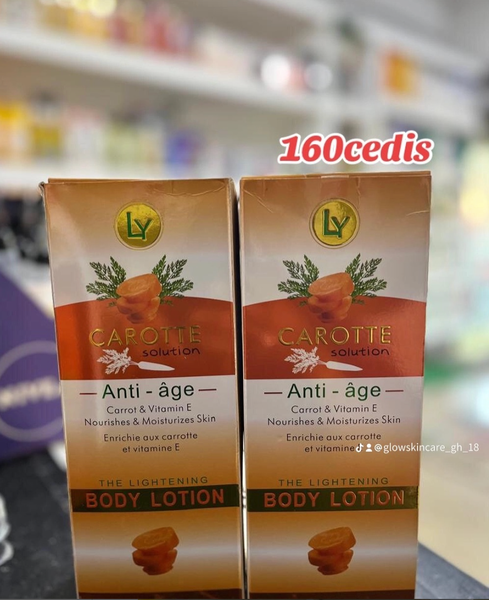 160cedis
LY
CAROTTE
solution
Anti - âge
Carrot & Vitamin E
Nourishes & Moisturizes Skin
Enrichie aux carrotte
et vitamine E
THE LIGHTENING
BODY LOTION
LY
CAROTTE
solution
Anti - âge
Carrot & Vitamin E
Nourishes & Moisturizes Skin
Enrichie aux carrotte
et vitamine
@glowskincare_gh_18
THE LIGHTENING
BODY LOTION